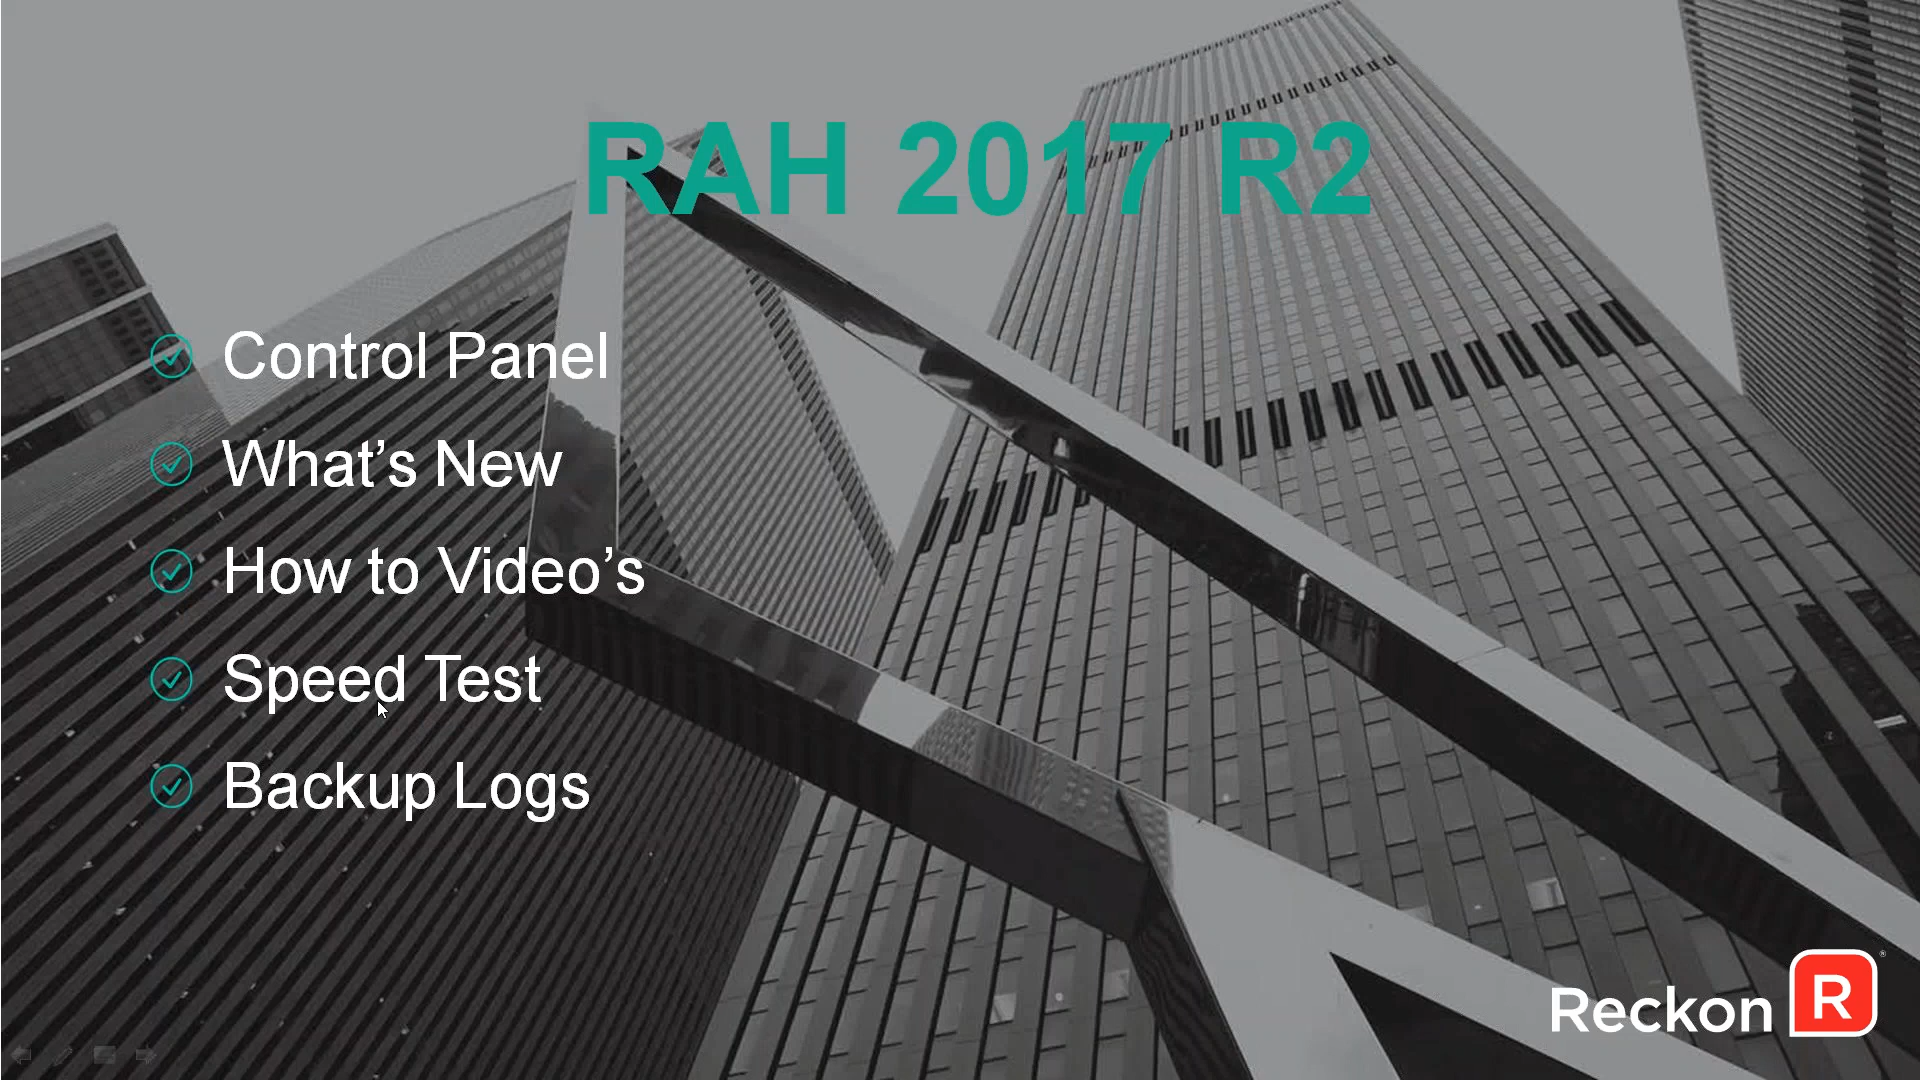 RAH 2017 R2
Control Panel
What’s New
How to Video’s
Speed Test
Backup Logs
Reckon R ®